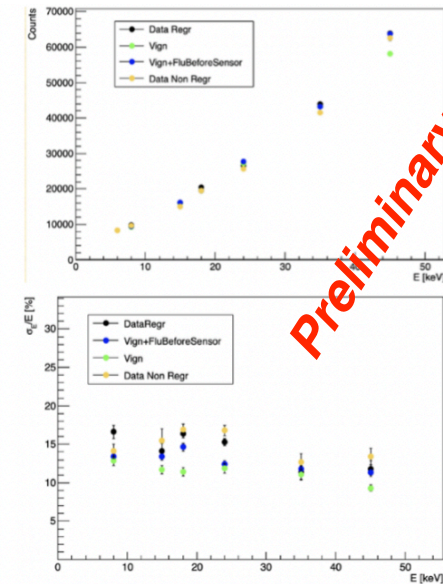 Counts
70000
60000
50000
40000
30000
20000
10000
0
Data Regr
Vign
Vign+FluBeforeSensor
Data Non Regr
0 10 20 30 40 50
E [keV]
Preliminary
σE/E [%]
30
25
20
15
10
5
DataRegr
Vign+FluBeforeSensor
Vign
Data Non Regr
0 10 20 30 40 50
E [keV]